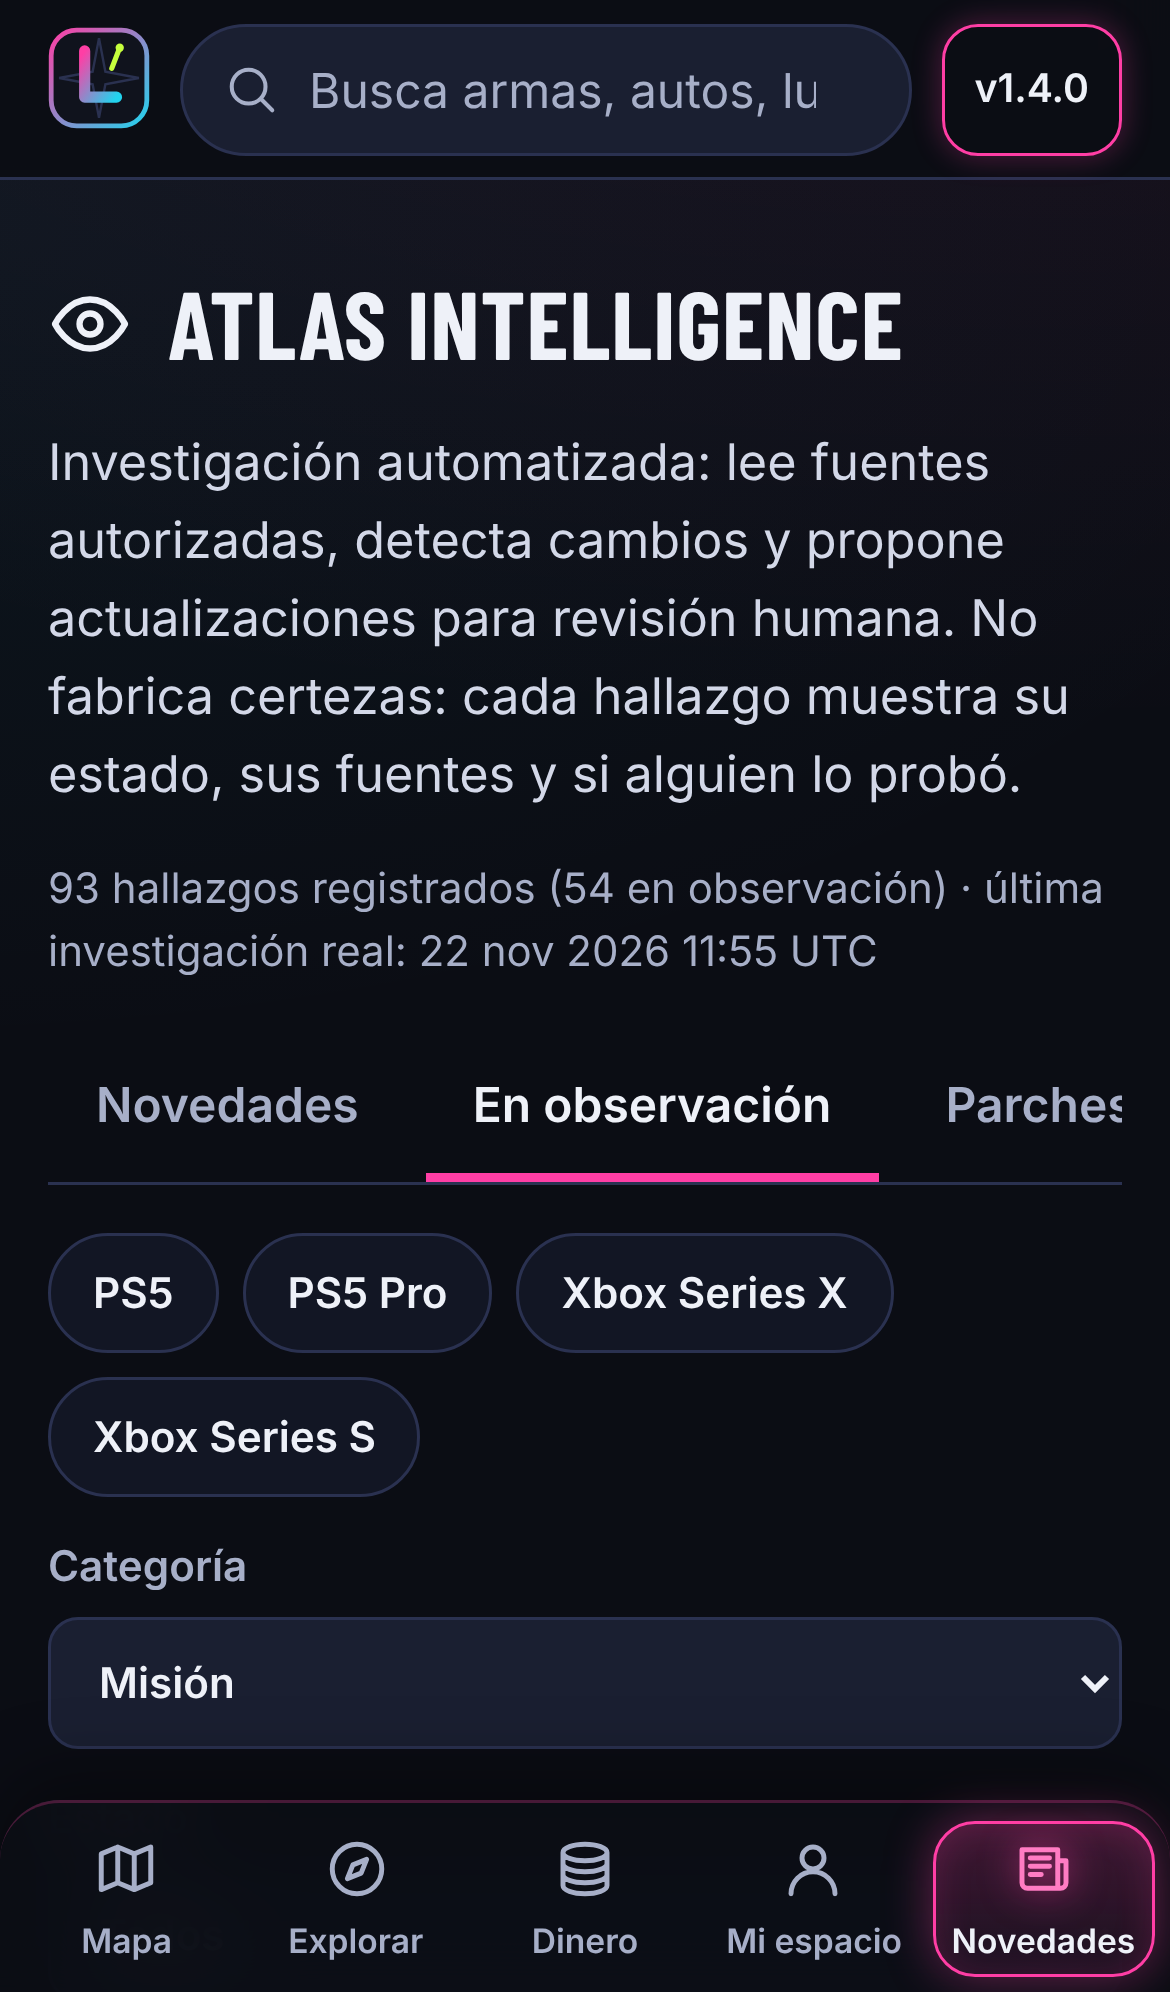 Busca armas, autos, lu
v1.4.0
ATLAS INTELLIGENCE
Investigación automatizada: lee fuentes
autorizadas, detecta cambios y propone
actualizaciones para revisión humana. No
fabrica certezas: cada hallazgo muestra su
estado, sus fuentes y si alguien lo probó.
93 hallazgos registrados (54 en observación) · última
investigación real: 22 nov 2026 11:55 UTC
Novedades En observación Parches
PS5 PS5 Pro Xbox Series X
Xbox Series S
Categoría
Misión
Mapa Explorar Dinero Mi espacio Novedades